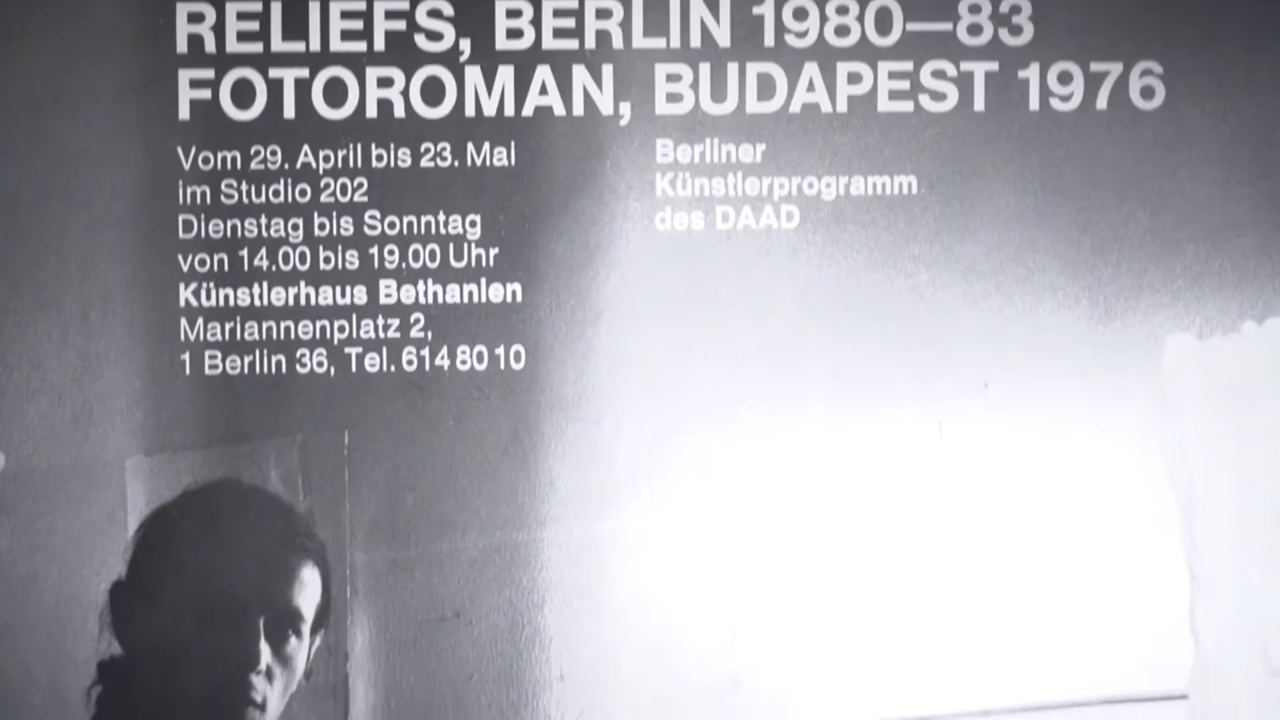 RELIEFS, BERLIN 1980—83
FOTOROMAN, BUDAPEST 1976
Vom 29. April bis 23. Mai
im Studio 202
Dienstag bis Sonntag
von 14.00 bis 19.00 Uhr
Künstlerhaus Bethanien
Mariannenplatz 2,
1 Berlin 36, Tel. 614 80 10
Berliner
Künstlerprogramm
des DAAD